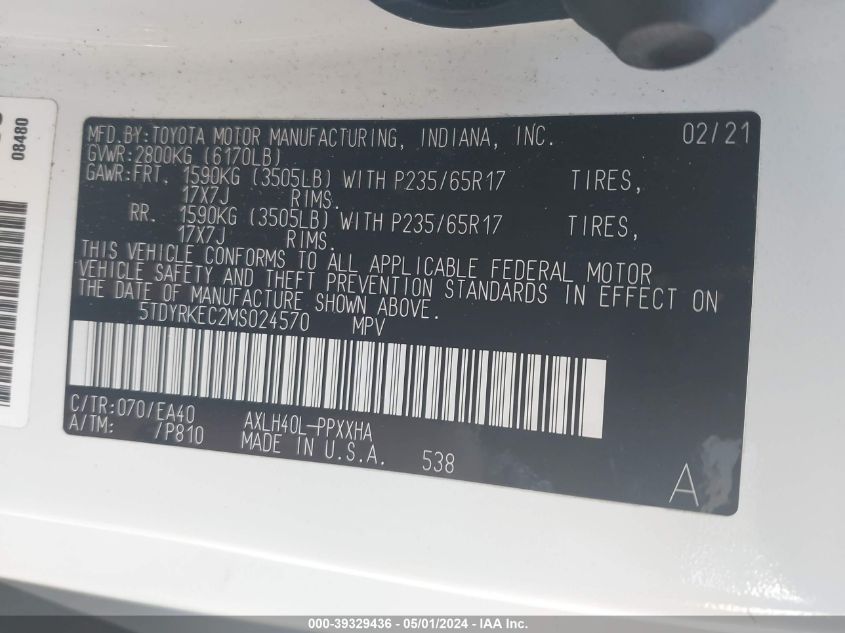 08480
MFD.BY:TOYOTA MOTOR MANUFACTURING, INDIANA, INC. 02/21
GVWR:2800KG (6170LB)
GAWR:FRT. 1590KG (3505LB) WITH P235/65R17 TIRES,
17X7J RIMS.
RR. 1590KG (3505LB) WITH P235/65R17 TIRES,
17X7J RIMS.
THIS VEHICLE CONFORMS TO ALL APPLICABLE FEDERAL MOTOR
VEHICLE SAFETY AND THEFT PREVENTION STANDARDS IN EFFECT ON
THE DATE OF MANUFACTURE SHOWN ABOVE.
5TDYRKEC2MS024570 MPV
C/TR:070/EA40 AXLH40L-PPXXHA
A/TM: /P810 MADE IN U.S.A. 538
A
000-39329436 - 05/01/2024 - IAA Inc.